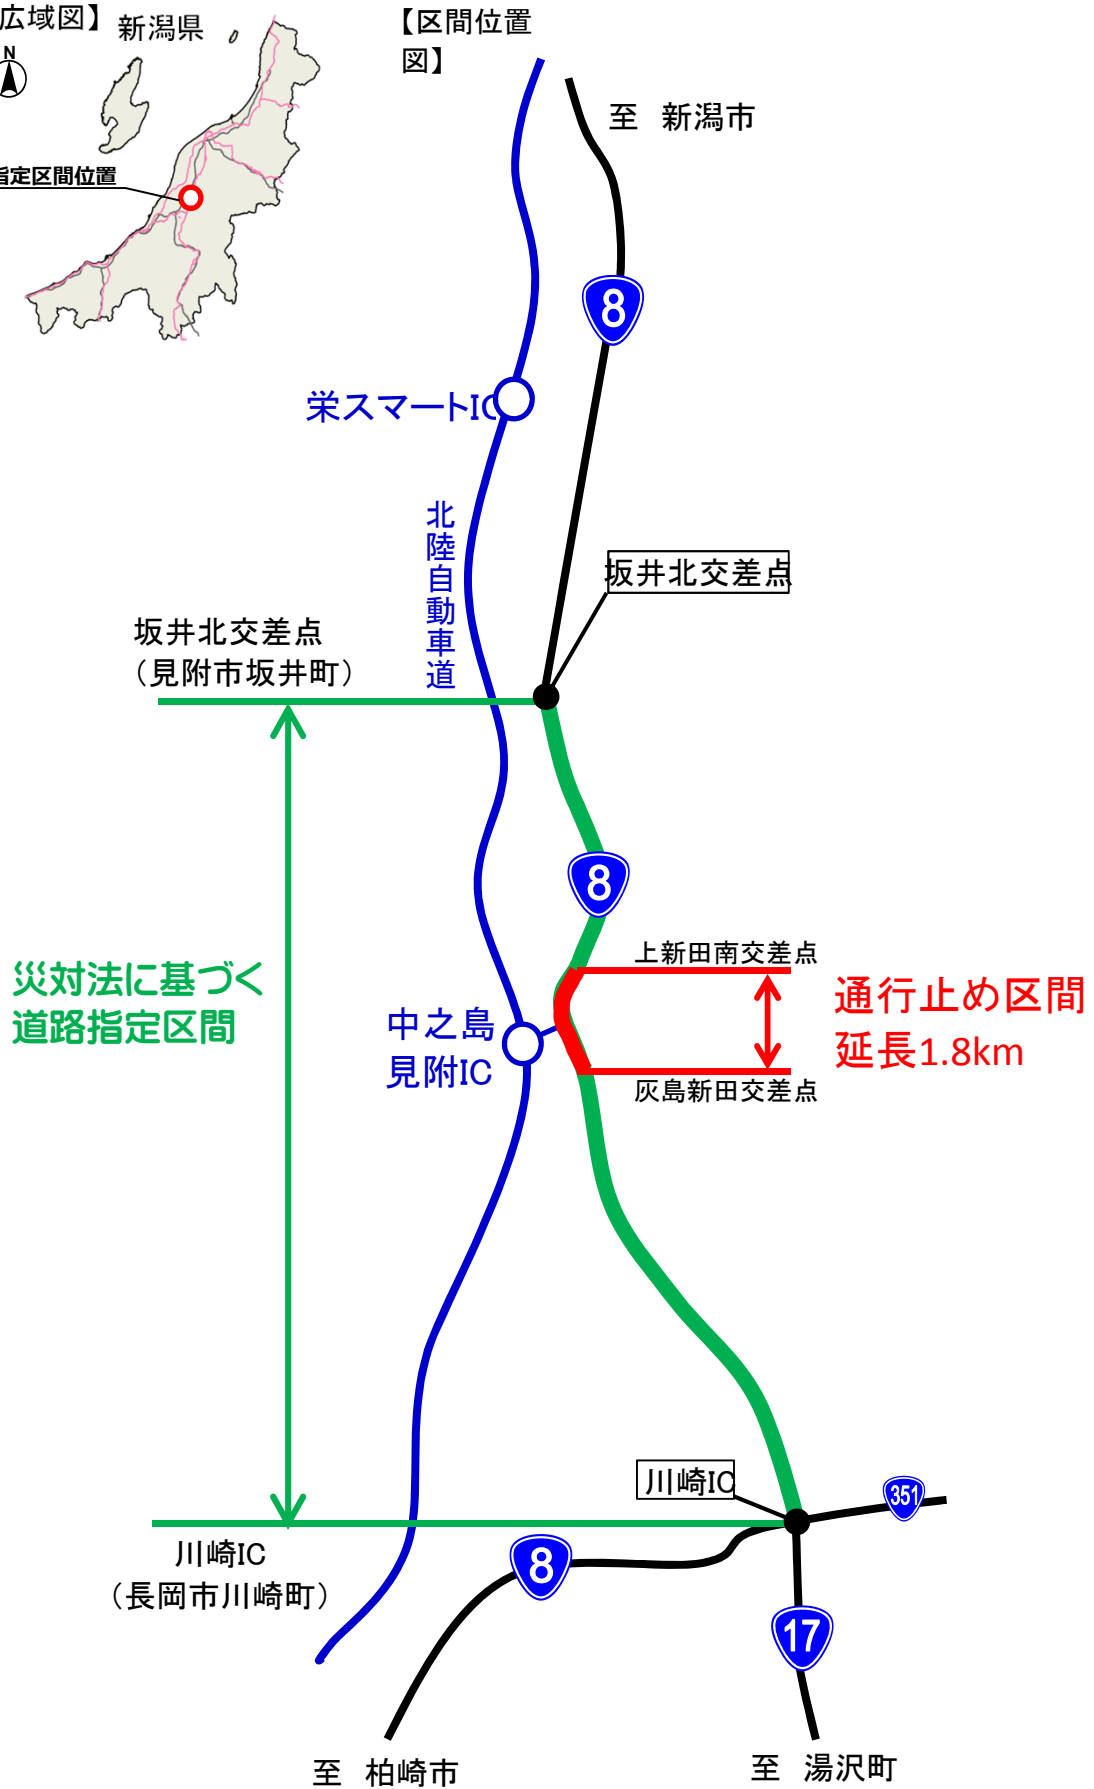 広域図】
新潟県
N
指定区間位置
【区間位置
図】
至 新潟市
8
栄スマートIC
北陸自動車道
坂井北交差点
坂井北交差点
（見附市坂井町）
8
上新田南交差点
災対法に基づく
道路指定区間
通行止め区間
延長1.8km
中之島
見附IC
灰島新田交差点
川崎IC
351
川崎IC
（長岡市川崎町）
8
17
至 柏崎市
至 湯沢町